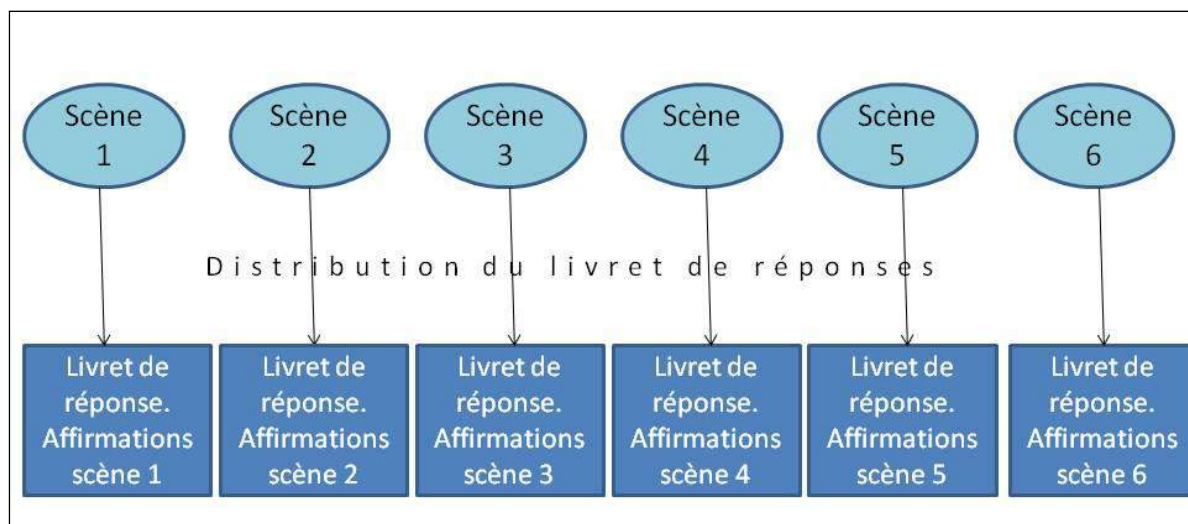 Scène
1
Scène
2
Scène
3
Scène
4
Scène
5
Scène
6
Distribution du livret de réponses
Livret de
réponse.
Affirmations
scène 1
Livret de
réponse.
Affirmations
scène 2
Livret de
réponse.
Affirmations
scène 3
Livret de
réponse.
Affirmations
scène 4
Livret de
réponse.
Affirmations
scène 5
Livret de
réponse.
Affirmations
scène 6